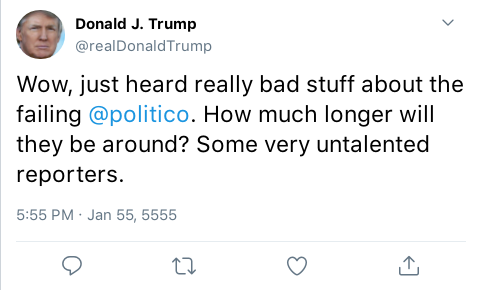 Donald J. Trump
@realDonaldTrump
Wow, just heard really bad stuff about the
failing @politico. How much longer will
they be around? Some very untalented
reporters.
5:55 PM · Jan 55, 5555